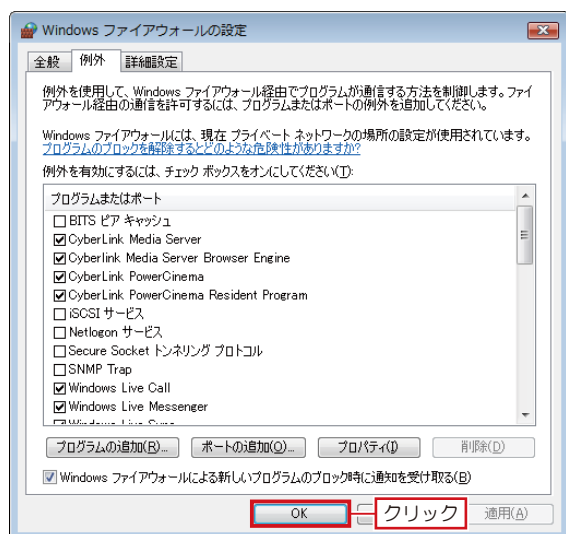 Windows ファイアウォールの設定
全般 例外 詳細設定
例外を使用して、Windows ファイアウォール経由でプログラムが通信する方法を制御します。ファイ
アウォール経由の通信を許可するには、プログラムまたはポートの例外を追加してください。
Windows ファイアウォールには、現在 プライベート ネットワークの場所の設定が使用されています。
プログラムのブロックを解除するとどのような危険性がありますか?
例外を有効にするには、チェック ボックスをオンにしてください(T):
プログラムまたはポート
BITS ピア キャッシュ
CyberLink Media Server
Cyberlink Media Server Browser Engine
CyberLink PowerCinema
CyberLink PowerCinema Resident Program
iSCSI サービス
Netlogon サービス
Secure Socket トンネリング プロトコル
SNMP Trap
Windows Live Call
Windows Live Messenger
Windows Live Sync
プログラムの追加(R)... ポートの追加(O)... プロパティ(I) 削除(D)
Windows ファイアウォールによる新しいプログラムのブロック時に通知を受け取る(B)
OK クリック 適用(A)